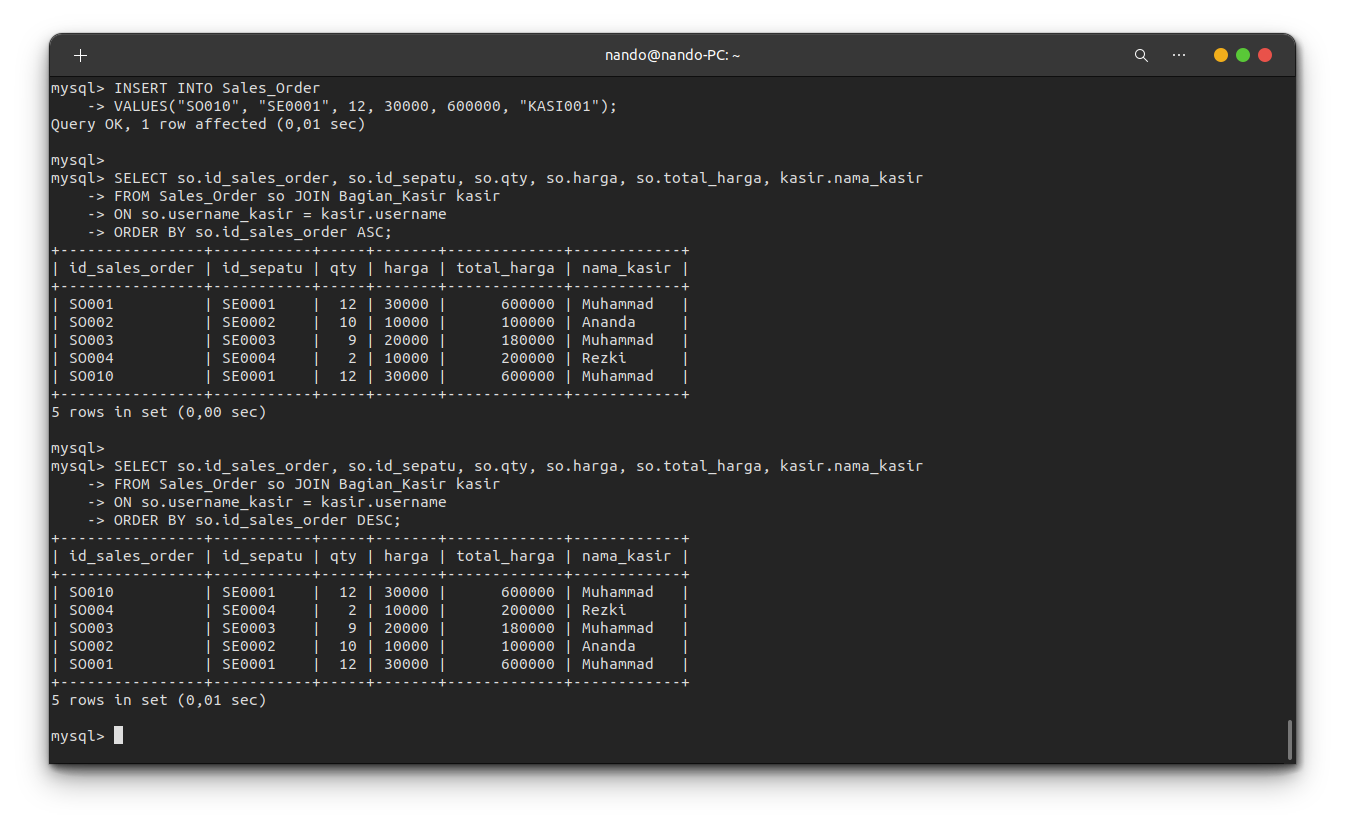 nando@nando-PC: ~
mysql> INSERT INTO Sales_Order
    -> VALUES("SO010", "SE0001", 12, 30000, 600000, "KASI001");
Query OK, 1 row affected (0,01 sec)
mysql>
mysql> SELECT so.id_sales_order, so.id_sepatu, so.qty, so.harga, so.total_harga, kasir.nama_kasir
    -> FROM Sales_Order so JOIN Bagian_Kasir kasir
    -> ON so.username_kasir = kasir.username
    -> ORDER BY so.id_sales_order ASC;
+----------------+-----------+-----+-------+-------------+------------+
| id_sales_order | id_sepatu | qty | harga | total_harga | nama_kasir |
+----------------+-----------+-----+-------+-------------+------------+
| SO001          | SE0001    |  12 | 30000 |      600000 | Muhammad   |
| SO002          | SE0002    |  10 | 10000 |      100000 | Ananda     |
| SO003          | SE0003    |   9 | 20000 |      180000 | Muhammad   |
| SO004          | SE0004    |   2 | 10000 |      200000 | Rezki      |
| SO010          | SE0001    |  12 | 30000 |      600000 | Muhammad   |
+----------------+-----------+-----+-------+-------------+------------+
5 rows in set (0,00 sec)
mysql>
mysql> SELECT so.id_sales_order, so.id_sepatu, so.qty, so.harga, so.total_harga, kasir.nama_kasir
    -> FROM Sales_Order so JOIN Bagian_Kasir kasir
    -> ON so.username_kasir = kasir.username
    -> ORDER BY so.id_sales_order DESC;
+----------------+-----------+-----+-------+-------------+------------+
| id_sales_order | id_sepatu | qty | harga | total_harga | nama_kasir |
+----------------+-----------+-----+-------+-------------+------------+
| SO010          | SE0001    |  12 | 30000 |      600000 | Muhammad   |
| SO004          | SE0004    |   2 | 10000 |      200000 | Rezki      |
| SO003          | SE0003    |   9 | 20000 |      180000 | Muhammad   |
| SO002          | SE0002    |  10 | 10000 |      100000 | Ananda     |
| SO001          | SE0001    |  12 | 30000 |      600000 | Muhammad   |
+----------------+-----------+-----+-------+-------------+------------+
5 rows in set (0,01 sec)
mysql>